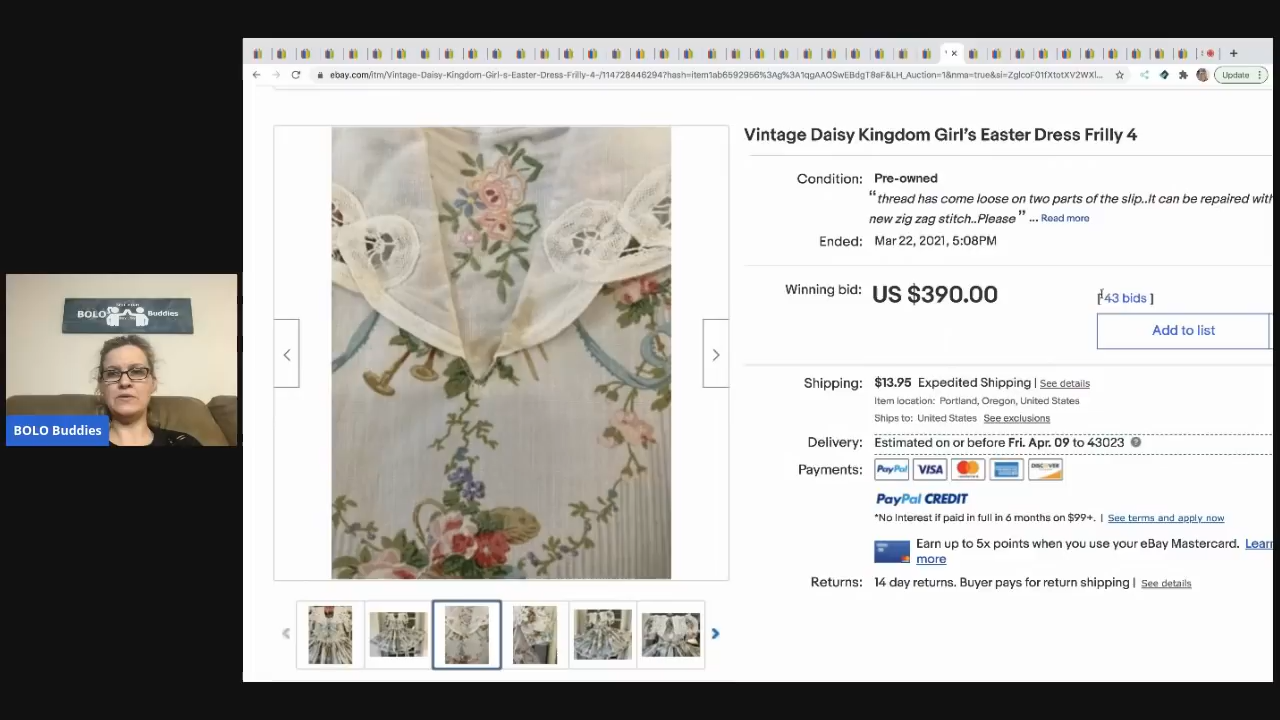 Update
ebay.com/itm/Vintage-Daisy-Kingdom-Girl-s-Easter-Dress-Frilly-4-/114728446294?hash=item1ab6592956%3Ag%3A1qgAAOSwEBdgT8eF&LH_Auction=1&nma=true&si=ZglcoF01fXtotXV2WXl...
Vintage Daisy Kingdom Girl's Easter Dress Frilly 4
Condition: Pre-owned
"thread has come loose on two parts of the slip..It can be repaired with
new zig zag stitch..Please" ... Read more
Ended: Mar 22, 2021, 5:08PM
Winning bid: US $390.00 [ 43 bids ]
Add to list
Shipping: $13.95 Expedited Shipping | See details
Item location: Portland, Oregon, United States
Ships to: United States See exclusions
Delivery: Estimated on or before Fri. Apr. 09 to 43023
Payments: PayPal VISA MasterCard DISCOVER
PayPal CREDIT
*No Interest if paid in full in 6 months on $99+. | See terms and apply now
Earn up to 5x points when you use your eBay Mastercard. Learn
more
Returns: 14 day returns. Buyer pays for return shipping | See details
BOLO Buddies
BOLO Buddies